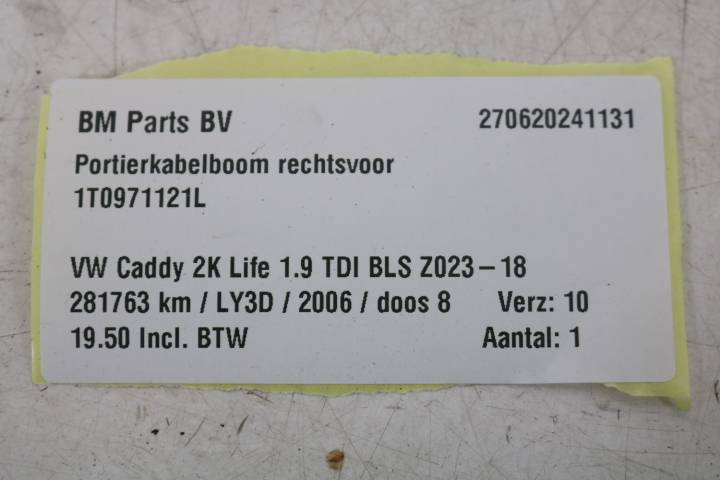 BM Parts BV 270620241131
Portierkabelboom rechtsvoor
1T0971121L
VW Caddy 2K Life 1.9 TDI BLS Z023-18
281763 km / LY3D / 2006 / doos 8 Verz: 10
19.50 Incl. BTW Aantal: 1